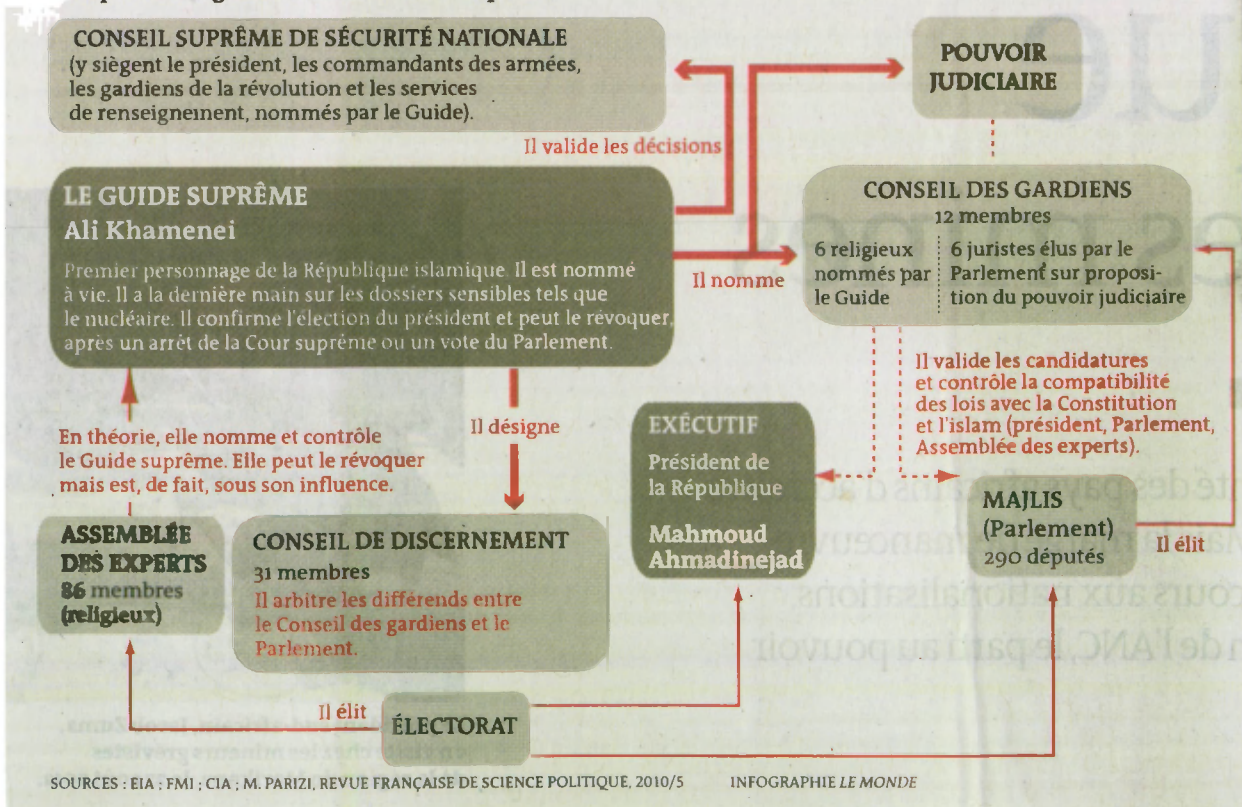 CONSEIL SUPRÊME DE SÉCURITÉ NATIONALE
(y siègent le président, les commandants des armées,
les gardiens de la révolution et les services
de renseignement, nommés par le Guide).
POUVOIR
JUDICIAIRE
Il valide les décisions
LE GUIDE SUPRÊME
Ali Khamenei
Premier personnage de la République islamique. Il est nommé
à vie. Il a la dernière main sur les dossiers sensibles tels que
le nucléaire. Il confirme l'élection du président et peut le révoquer,
après un arrêt de la Cour suprême ou un vote du Parlement.
Il nomme
CONSEIL DES GARDIENS
12 membres
6 religieux
nommés par
le Guide
6 juristes élus par le
Parlement sur proposi-
tion du pouvoir judiciaire
Il valide les candidatures
et contrôle la compatibilité
des lois avec la Constitution
et l'islam (président, Parlement,
Assemblée des experts).
En théorie, elle nomme et contrôle
le Guide suprême. Elle peut le révoquer
mais est, de fait, sous son influence.
Il désigne
EXÉCUTIF
Président de
la République
Mahmoud
Ahmadinejad
MAJLIS
(Parlement)
290 députés
Il élit
ASSEMBLÉE
DES EXPERTS
86 membres
(religieux)
CONSEIL DE DISCERNEMENT
31 membres
Il arbitre les différends entre
le Conseil des gardiens et le
Parlement.
Il élit
ÉLECTORAT
SOURCES : EIA ; FMI ; CIA ; M. PARIZI, REVUE FRANÇAISE DE SCIENCE POLITIQUE, 2010/5
INFOGRAPHIE LE MONDE